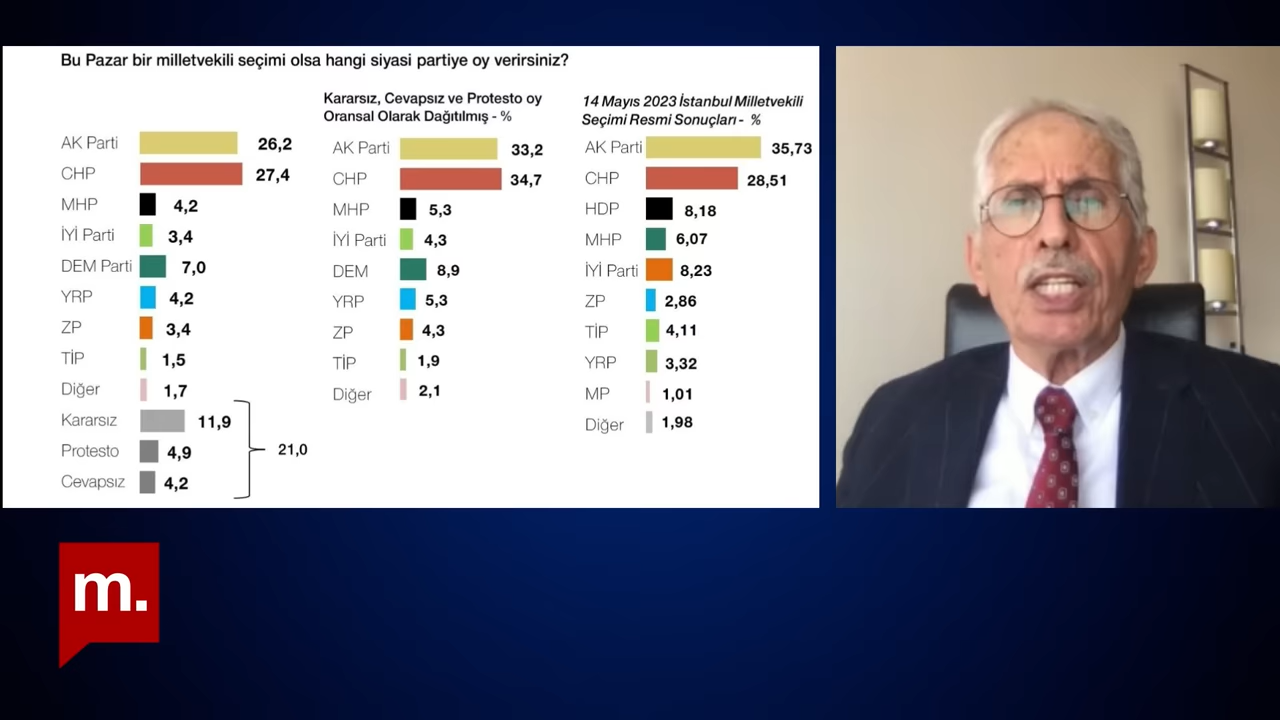 Bu Pazar bir milletvekili seçimi olsa hangi siyasi partiye oy verirsiniz?
AK Parti 26,2
CHP 27,4
MHP 4,2
İYİ Parti 3,4
DEM Parti 7,0
YRP 4,2
ZP 3,4
TİP 1,5
Diğer 1,7
Kararsız 11,9
Protesto 4,9
Cevapsız 4,2
21,0
Kararsız, Cevapsız ve Protesto oy
Oransal Olarak Dağıtılmış - %
AK Parti 33,2
CHP 34,7
MHP 5,3
İYİ Parti 4,3
DEM 8,9
YRP 5,3
ZP 4,3
TİP 1,9
Diğer 2,1
14 Mayıs 2023 İstanbul Milletvekili
Seçimi Resmi Sonuçları - %
AK Parti 35,73
CHP 28,51
HDP 8,18
MHP 6,07
İYİ Parti 8,23
ZP 2,86
TİP 4,11
YRP 3,32
MP 1,01
Diğer 1,98
m.